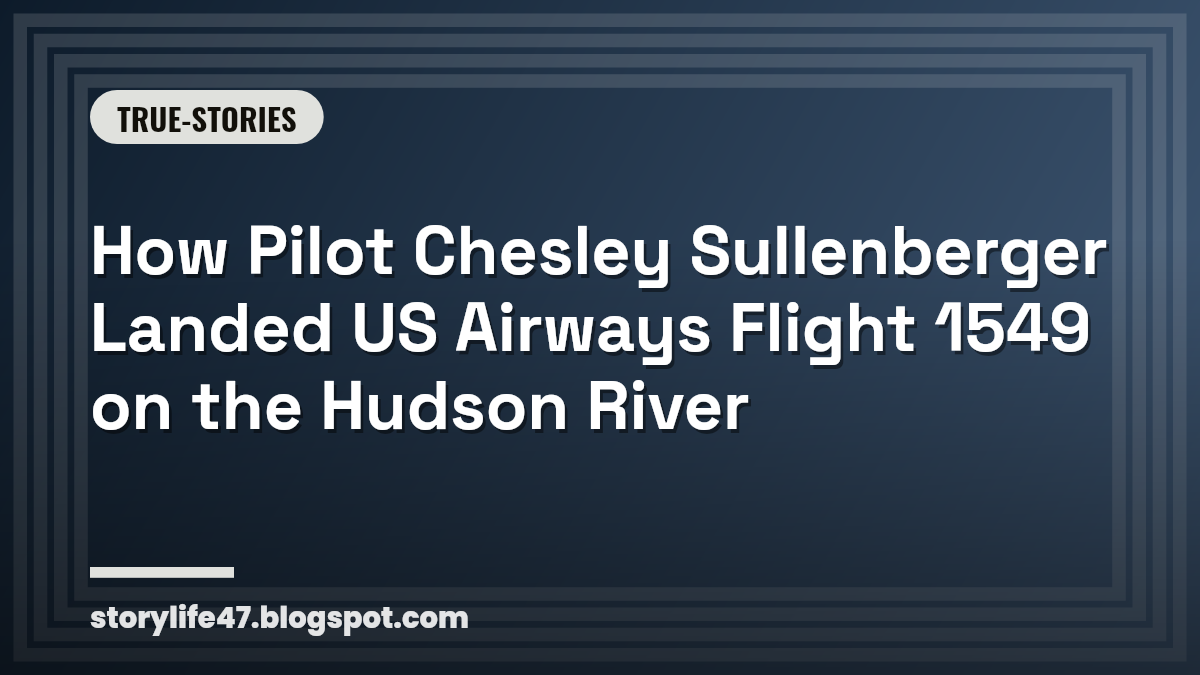 TRUE-STORIES
How Pilot Chesley Sullenberger
Landed US Airways Flight 1549
on the Hudson River
storylife47.blogspot.com